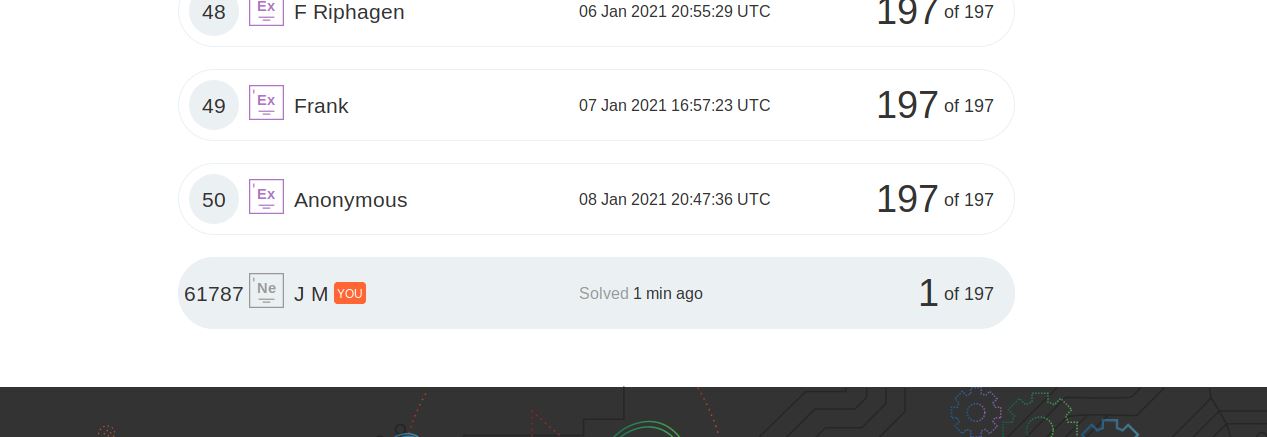 48 Ex F Riphagen 06 Jan 2021 20:55:29 UTC 197 of 197
49 Ex Frank 07 Jan 2021 16:57:23 UTC 197 of 197
50 Ex Anonymous 08 Jan 2021 20:47:36 UTC 197 of 197
61787 Ne J M YOU Solved 1 min ago 1 of 197